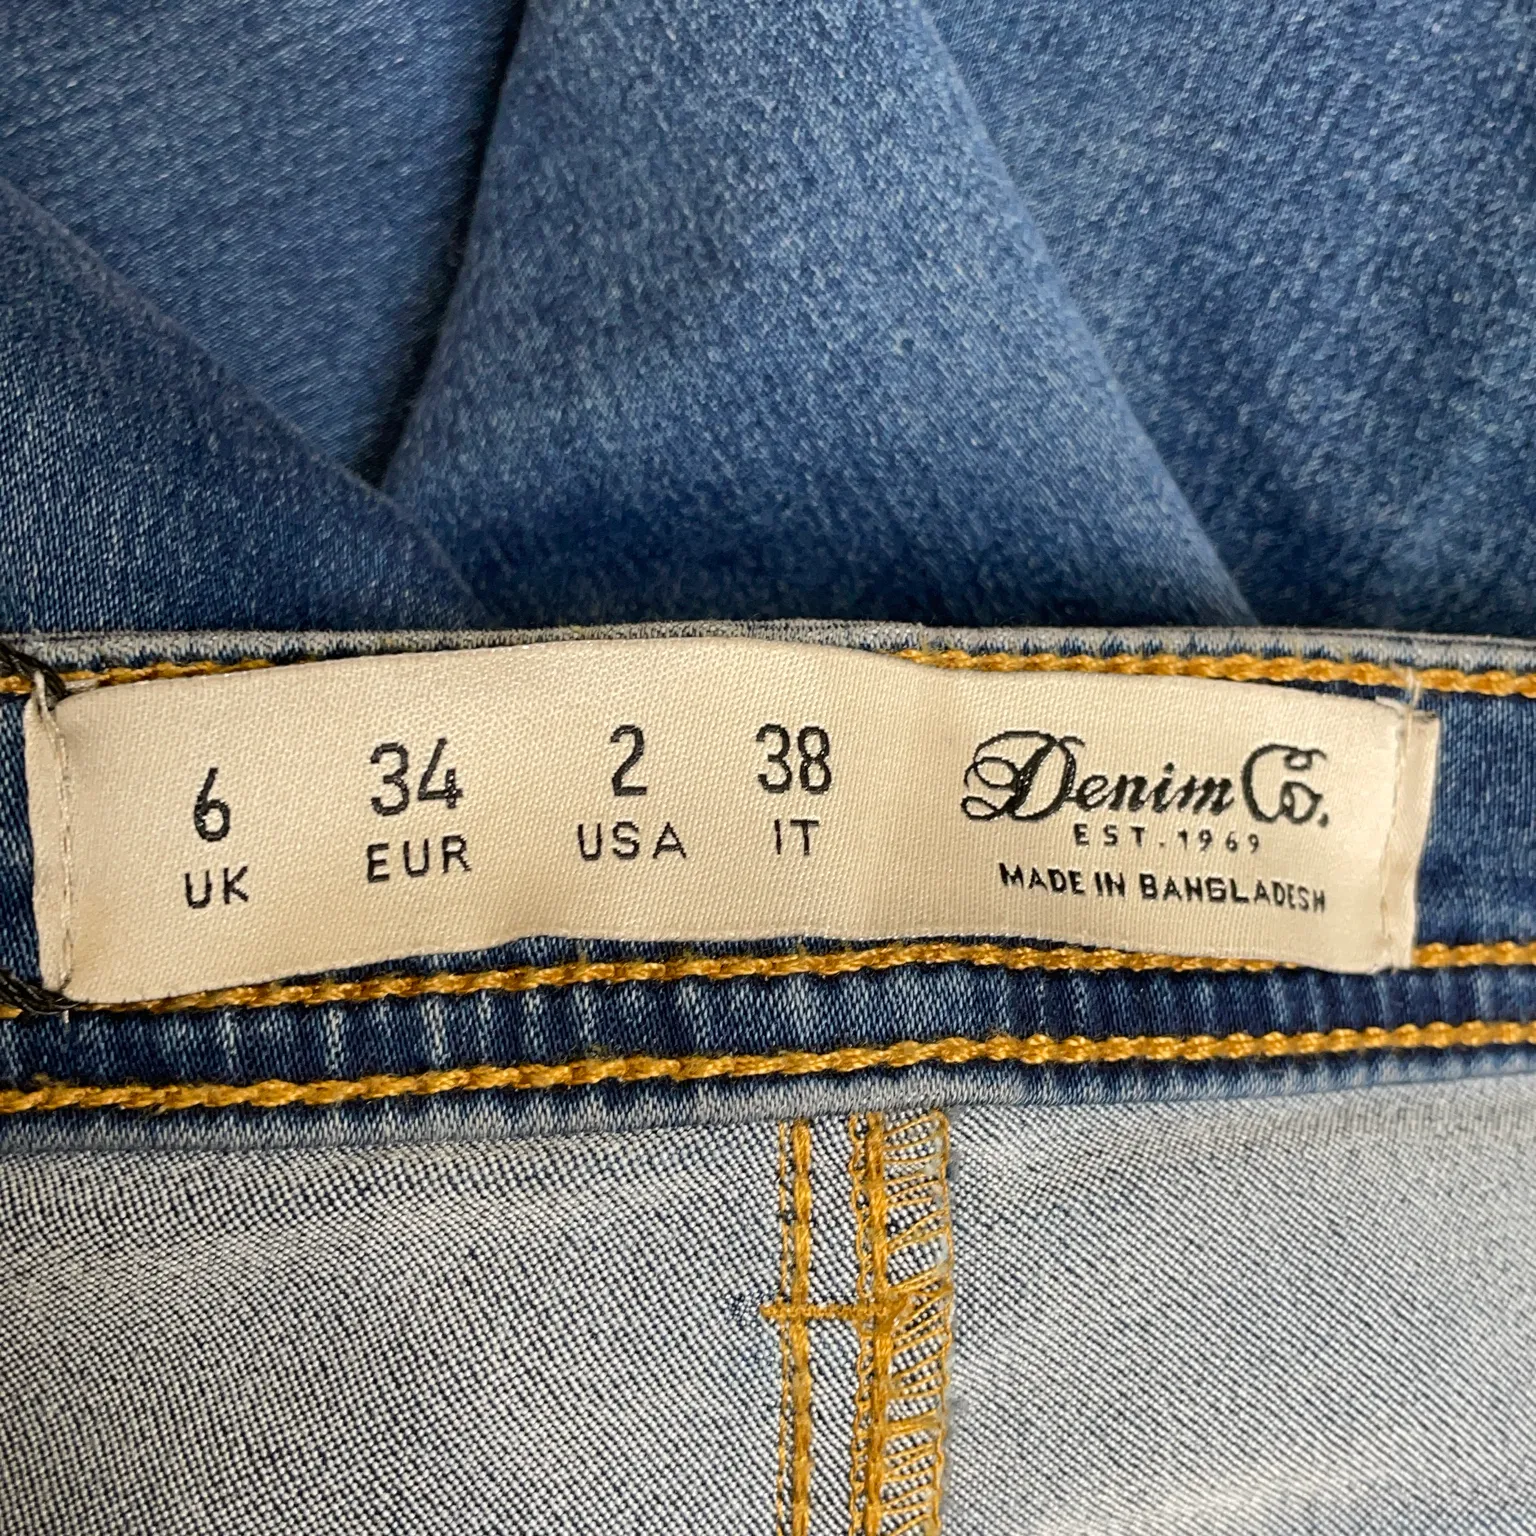 6 34 2 38
UK EUR USA IT
Denim Co.
EST. 1969
MADE IN BANGLADESH